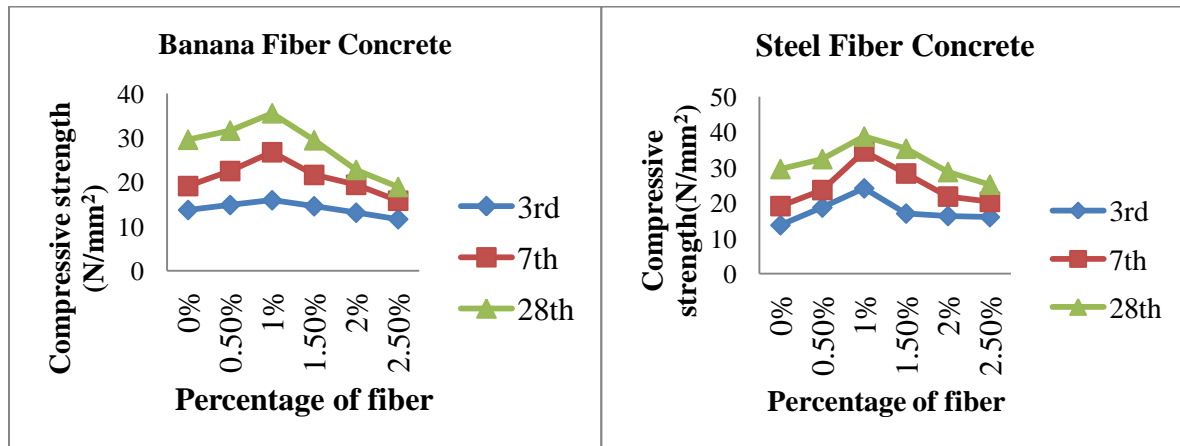 Banana Fiber Concrete
Compressive strength
(N/mm²)
40
30
20
10
0
0%
0.50%
1%
1.50%
2%
2.50%
Percentage of fiber
3rd
7th
28th
Steel Fiber Concrete
Compressive
strength(N/mm²)
50
40
30
20
10
0
0%
0.50%
1%
1.50%
2%
2.50%
Percentage of fiber
3rd
7th
28th